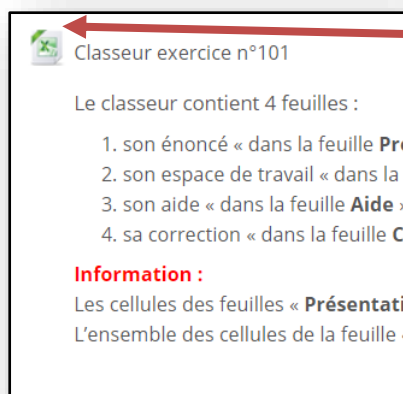 Classeur exercice n°101
Le classeur contient 4 feuilles :
1. son énoncé « dans la feuille
2. son espace de travail « dans la
3. son aide « dans la feuille Aide »
4. sa correction « dans la feuille
Information :
Les cellules des feuilles «
L’ensemble des cellules de la feuille «